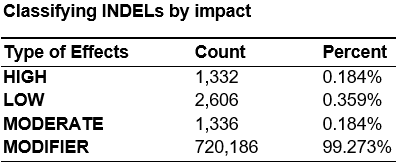 Classifying INDELs by impact
Type of Effects Count Percent
HIGH 1,332 0.184%
LOW 2,606 0.359%
MODERATE 1,336 0.184%
MODIFIER 720,186 99.273%